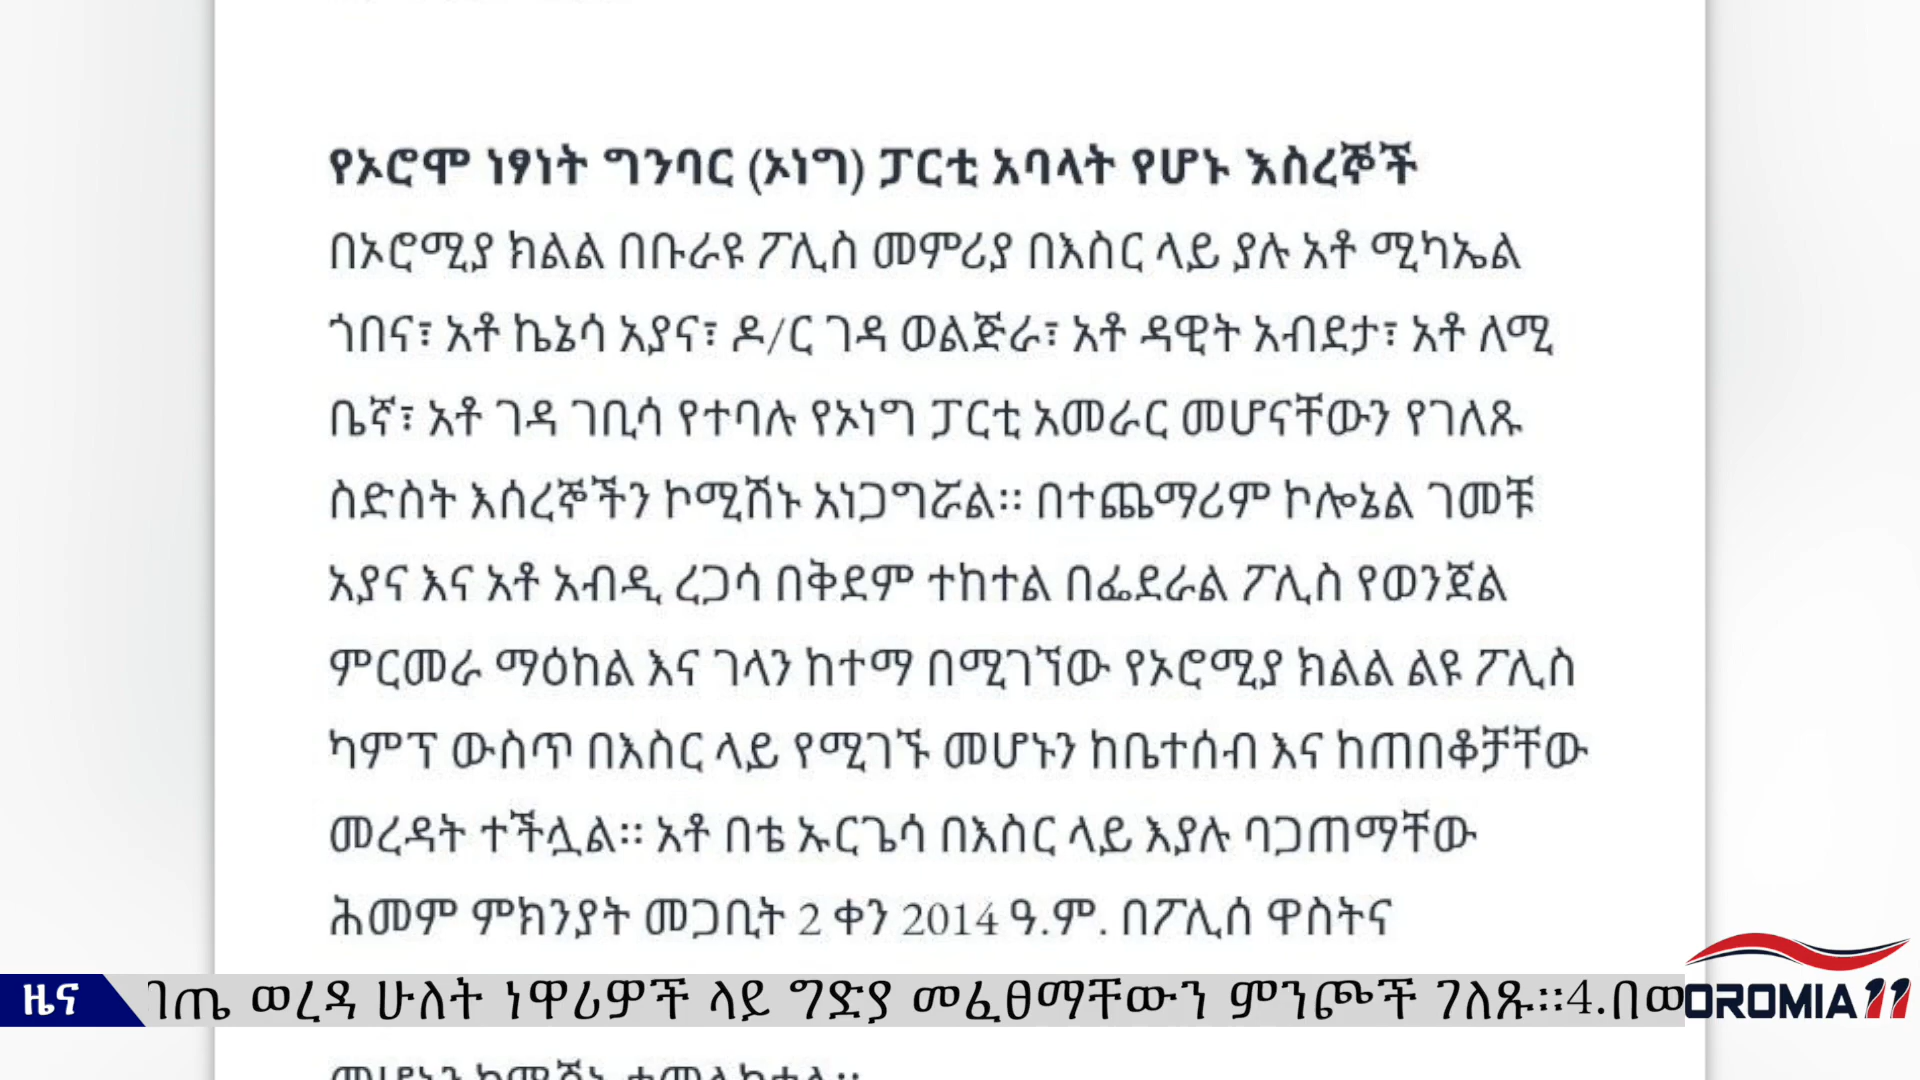 የኦሮሞ ነፃነት ግንባር (ኦነግ) ፓርቲ አባላት የሆኑ እስረኞች
በኦሮሚያ ክልል በቡራዩ ፖሊስ መምሪያ በእስር ላይ ያሉ አቶ ሚካኤል
ጎበና፣ አቶ ኬኔሳ አያና፣ ዶ/ር ገዳ ወልጅራ፣ አቶ ዳዊት አብደታ፣ አቶ ለሚ
ቤኛ፣ አቶ ገዳ ገቢሳ የተባሉ የኦነግ ፓርቲ አመራር መሆናቸውን የገለጹ
ስድስት እሰረኞችን ኮሚሽኑ አነጋግሯል፡፡ በተጨማሪም ኮሎኔል ገመቹ
አያና እና አቶ አብዲ ረጋሳ በቅደም ተከተል በፌደራል ፖሊስ የወንጀል
ምርመራ ማዕከል እና ገላን ከተማ በሚገኘው የኦሮሚያ ክልል ልዩ ፖሊስ
ካምፕ ውስጥ በእስር ላይ የሚገኙ መሆኑን ከቤተሰብ እና ከጠበቆቻቸው
መረዳት ተችሏል፡፡ አቶ በቴ ኡርጌሳ በእስር ላይ እያሉ ባጋጠማቸው
ሕመም ምክንያት መጋቢት 2 ቀን 2014 ዓ.ም. በፖሊሰ ዋስትና
ዜና ገጤ ወረዳ ሁለት ነዋሪዎች ላይ ግድያ መፈፀማቸውን ምንጮች ገለጹ።፡4.በወ
OROMIA 11